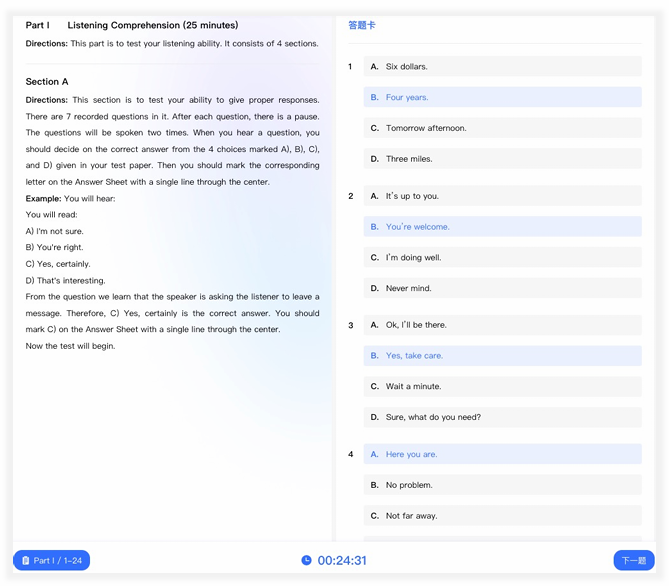 Part I Listening Comprehension (25 minutes)
Directions: This part is to test your listening ability. It consists of 4 sections.
Section A
Directions: This section is to test your ability to give proper responses.
There are 7 recorded questions in it. After each question, there is a pause.
The questions will be spoken two times. When you hear a question, you
should decide on the correct answer from the 4 choices marked A), B), C),
and D) given in your test paper. Then you should mark the corresponding
letter on the Answer Sheet with a single line through the center.
Example: You will hear:
You will read:
A) I'm not sure.
B) You're right.
C) Yes, certainly.
D) That's interesting.
From the question we learn that the speaker is asking the listener to leave a
message. Therefore, C) Yes, certainly is the correct answer. You should
mark C) on the Answer Sheet with a single line through the center.
Now the test will begin.
答题卡
1 A. Six dollars.
B. Four years.
C. Tomorrow afternoon.
D. Three miles.
2 A. It's up to you.
B. You're welcome.
C. I'm doing well.
D. Never mind.
3 A. Ok, I'll be there.
B. Yes, take care.
C. Wait a minute.
D. Sure, what do you need?
4 A. Here you are.
B. No problem.
C. Not far away.
Part I / 1-24
00:24:31
下一题